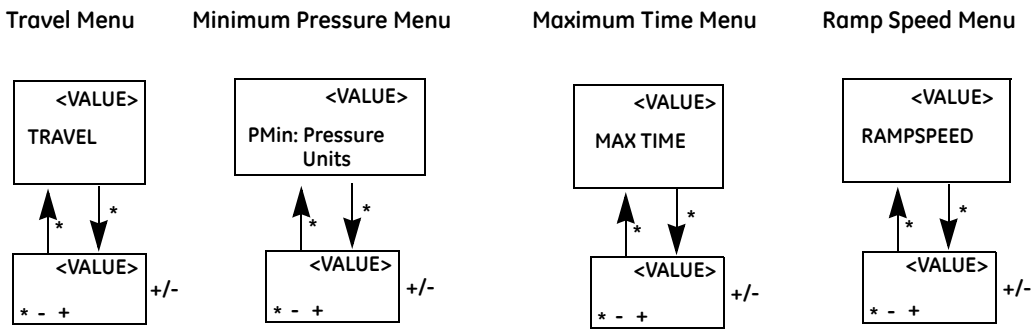 Travel Menu
Minimum Pressure Menu
Maximum Time Menu
Ramp Speed Menu
<VALUE>
TRAVEL
*
*
<VALUE>
* - +
+/-
<VALUE>
PMin: Pressure
Units
*
*
<VALUE>
* - +
+/-
<VALUE>
MAX TIME
*
*
<VALUE>
* - +
+/-
<VALUE>
RAMPSPEED
*
*
<VALUE>
* - +
+/-